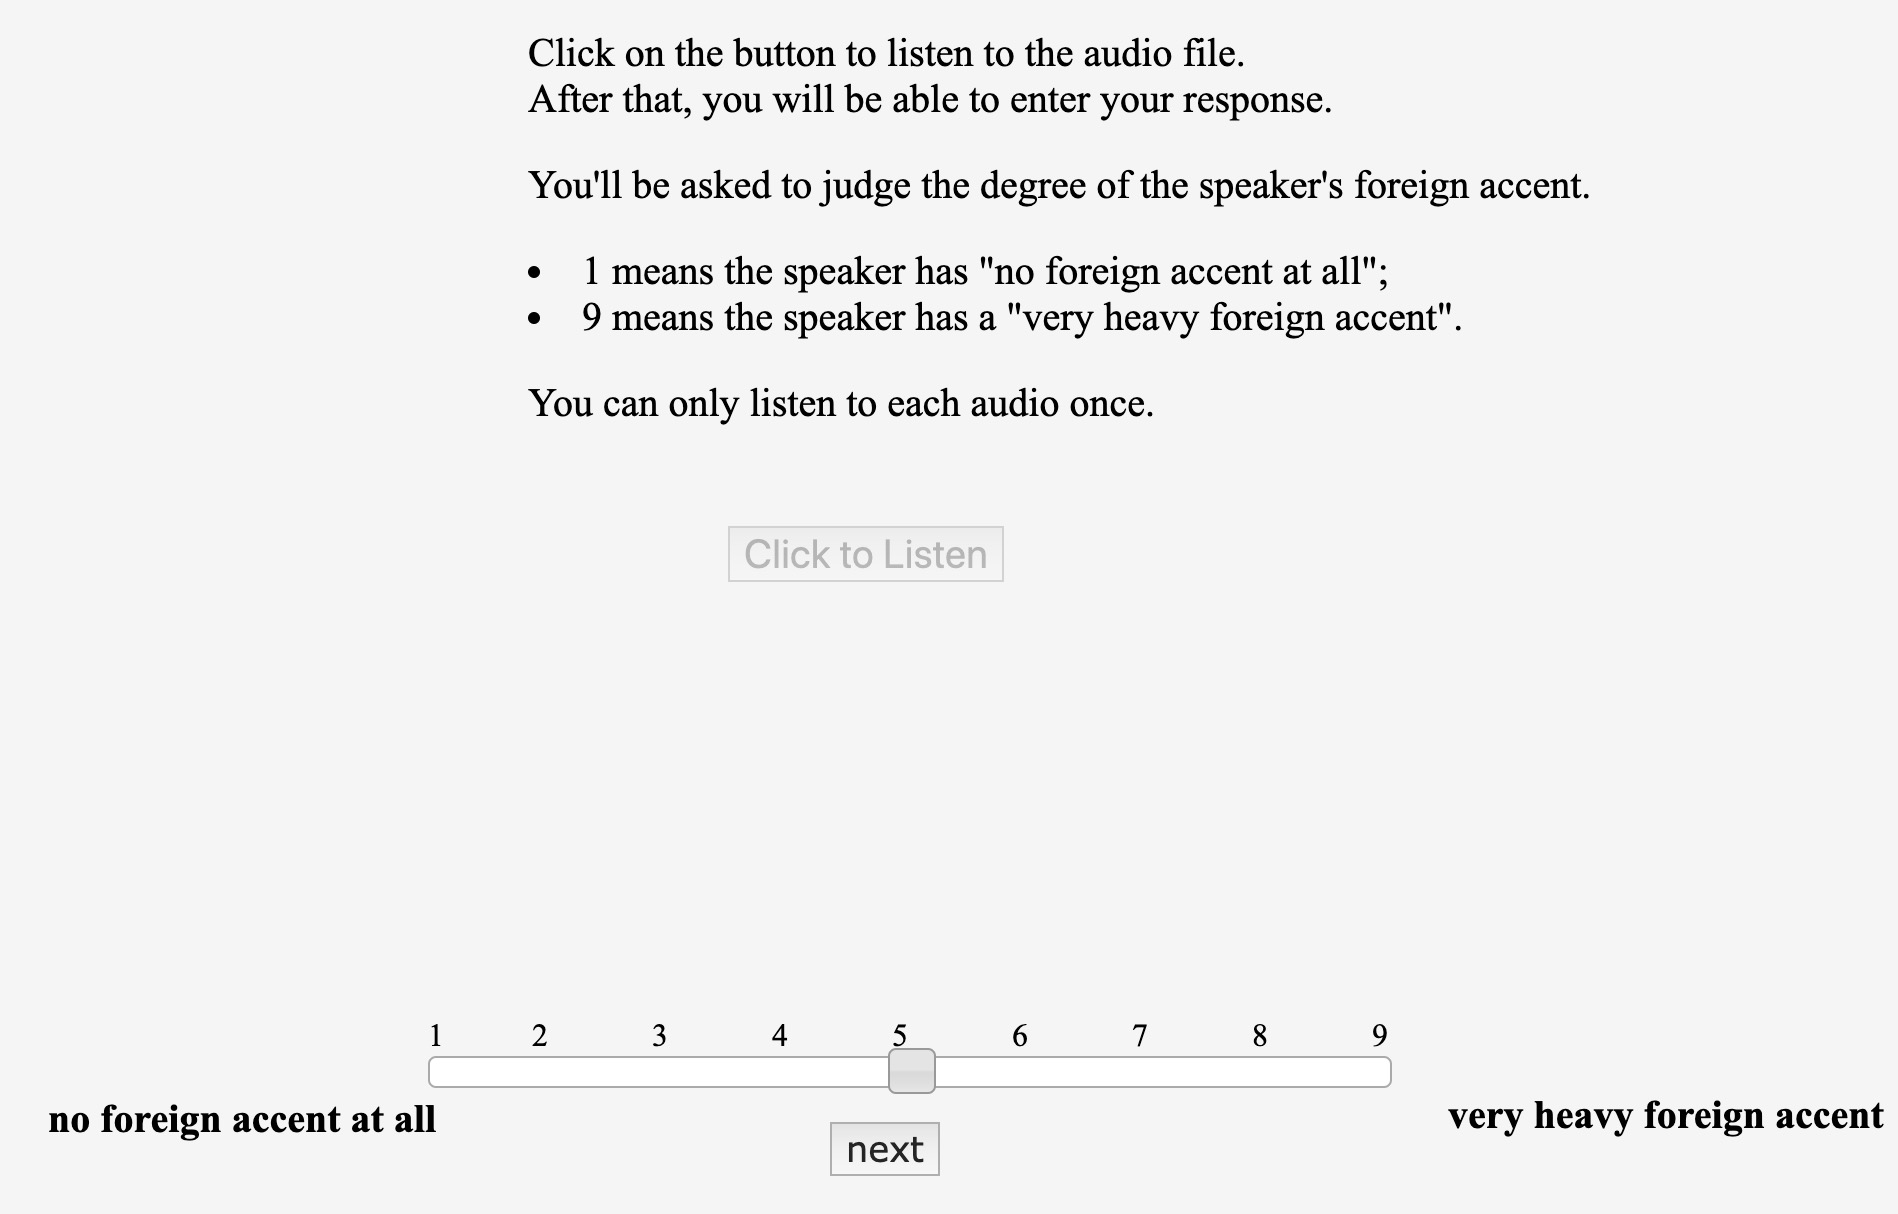 Click on the button to listen to the audio file.
After that, you will be able to enter your response.
You'll be asked to judge the degree of the speaker's foreign accent.
• 1 means the speaker has "no foreign accent at all";
• 9 means the speaker has a "very heavy foreign accent".
You can only listen to each audio once.
Click to Listen
1 2 3 4 5 6 7 8 9
no foreign accent at all
very heavy foreign accent
next